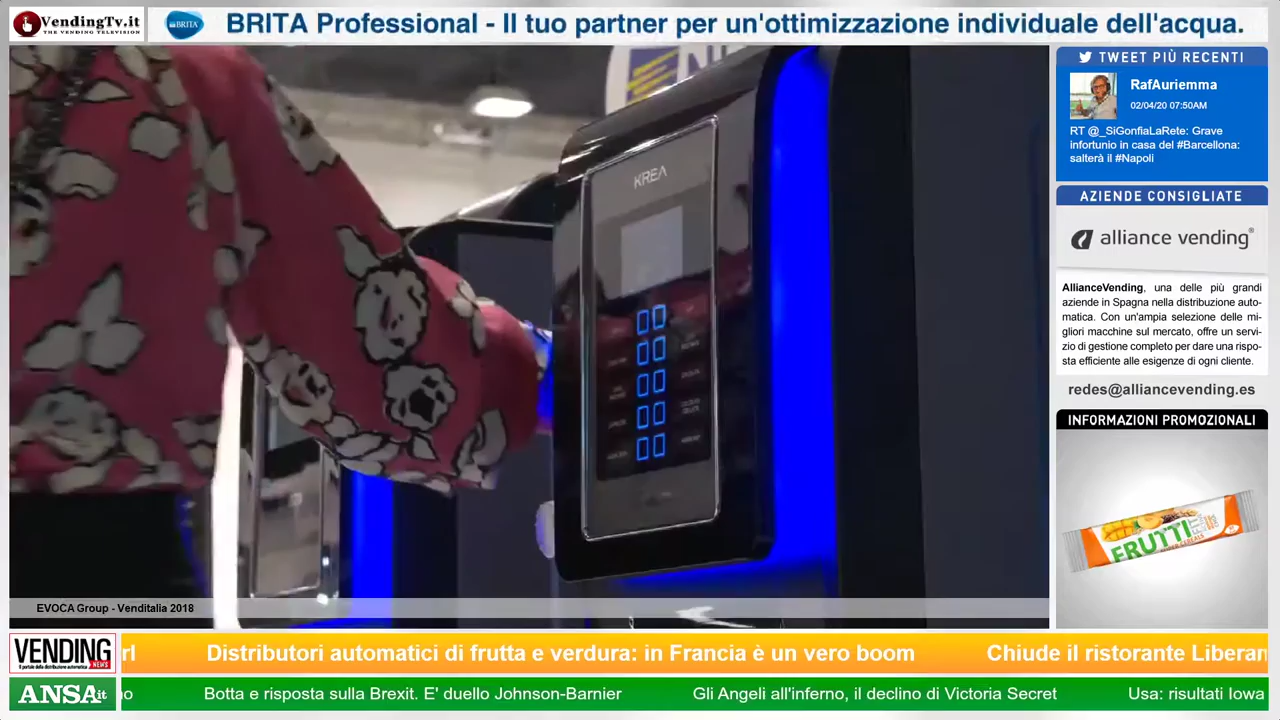 VendingTv.it
THE VENDING TELEVISION
BRITA
BRITA Professional - Il tuo partner per un'ottimizzazione individuale dell'acqua.
KREA
EVOCA Group - Venditalia 2018
TWEET PIÙ RECENTI
RafAuriemma
02/04/20 07:50AM
RT @_SiGonfiaLaRete: Grave
infortunio in casa del #Barcellona:
salterà il #Napoli
AZIENDE CONSIGLIATE
alliance vending®
AllianceVending, una delle più grandi
aziende in Spagna nella distribuzione auto-
matica. Con un'ampia selezione delle mi-
gliori macchine sul mercato, offre un servi-
zio di gestione completo per dare una rispo-
sta efficiente alle esigenze di ogni cliente.
redes@alliancevending.es
INFORMAZIONI PROMOZIONALI
FRUTTI
VENDING NEWS
Il portale della distribuzione automatica
rl Distributori automatici di frutta e verdura: in Francia è un vero boom Chiude il ristorante Liberan
ANSA.it
no Botta e risposta sulla Brexit. E' duello Johnson-Barnier Gli Angeli all'inferno, il declino di Victoria Secret Usa: risultati Iowa